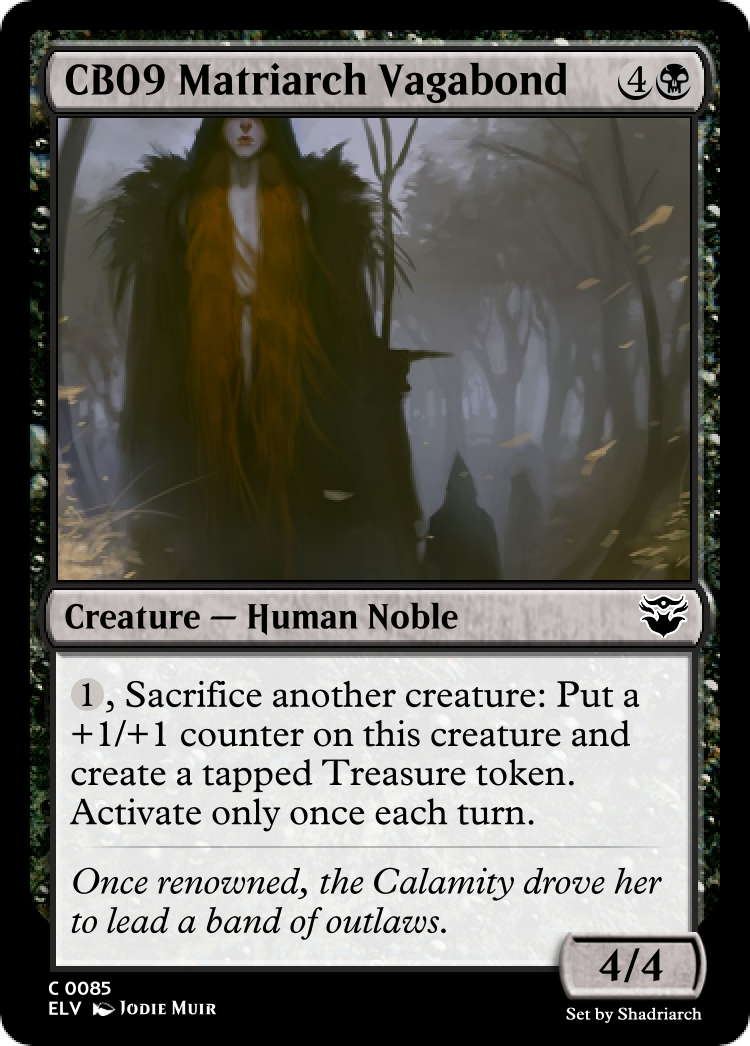 CB09 Matriarch Vagabond 4
Creature — Human Noble
1, Sacrifice another creature: Put a
+1/+1 counter on this creature and
create a tapped Treasure token.
Activate only once each turn.
Once renowned, the Calamity drove her
to lead a band of outlaws.
4/4
C 0085
ELV Jodie Muir
Set by Shadriarch